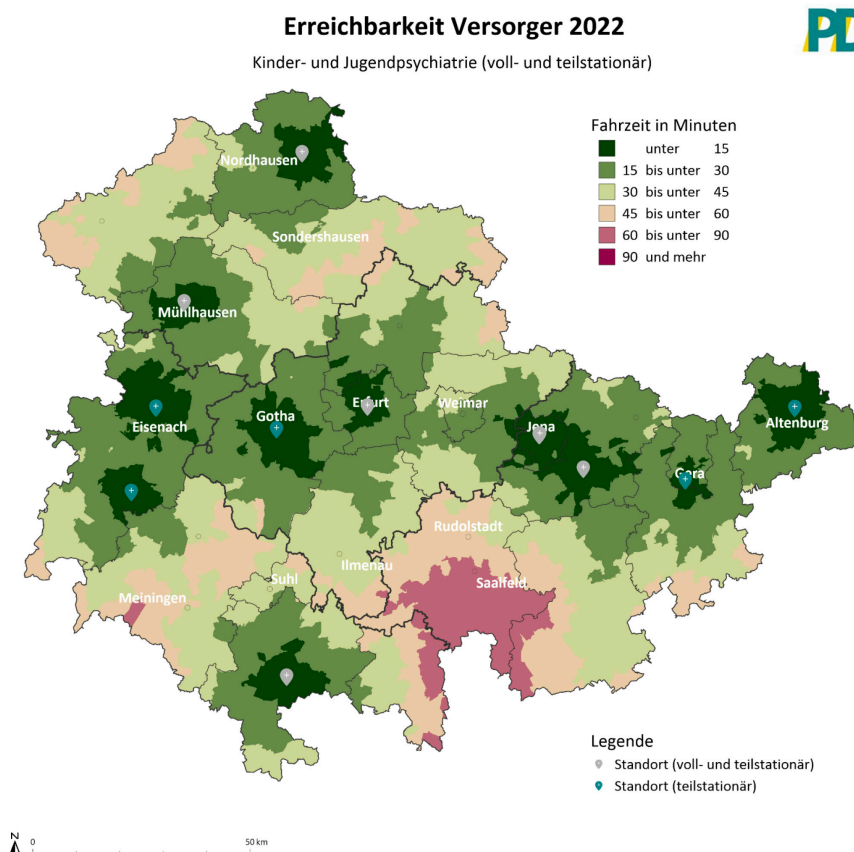 Erreichbarkeit Versorger 2022
PD
Kinder- und Jugendpsychiatrie (voll- und teilstationär)
Fahrzeit in Minuten
unter 15
15 bis unter 30
30 bis unter 45
45 bis unter 60
60 bis unter 90
90 und mehr
Nordhausen
Sondershausen
Mühlhausen
Eisenach
Gotha
Erfurt
Weimar
Jena
Gera
Altenburg
Rudolstadt
Ilmenau
Saalfeld
Suhl
Meiningen
Legende
Standort (voll- und teilstationär)
Standort (teilstationär)
N
0 50 km